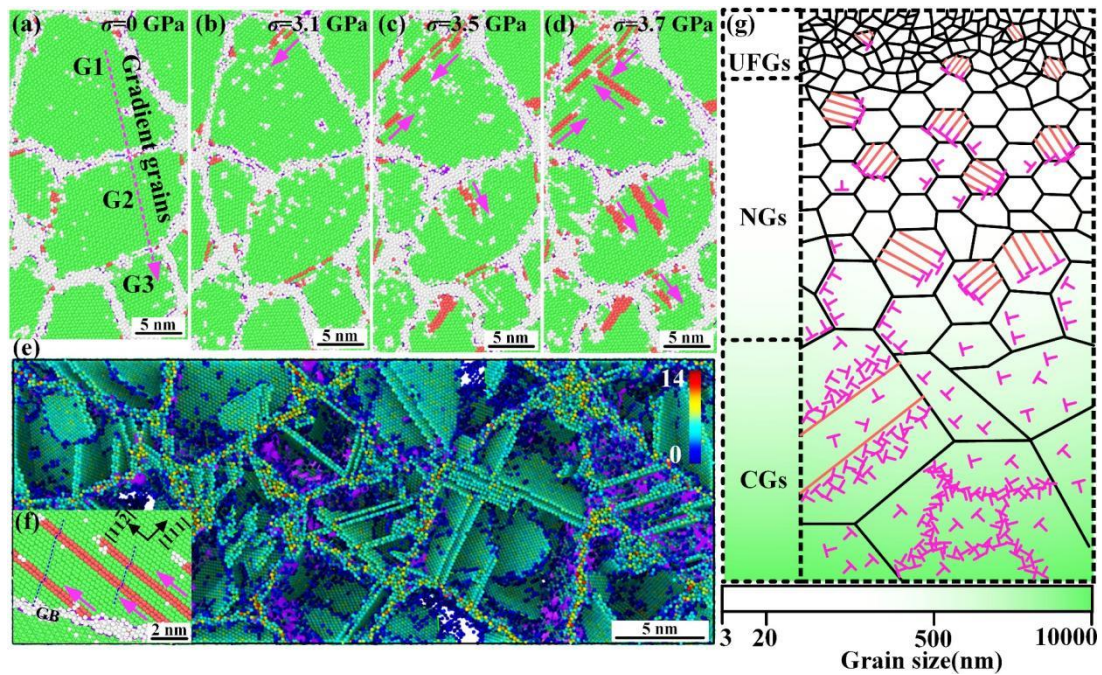 (a) σ=0 GPa
G1
Gradient grains
G2
G3
5 nm
(b) σ=3.1 GPa
5 nm
(c) σ=3.5 GPa
5 nm
(d) σ=3.7 GPa
5 nm
(e)
14
0
5 nm
(f)
[111]
GB
2 nm
(g)
UFGs
NGs
CGs
3 20 500 10000
Grain size(nm)